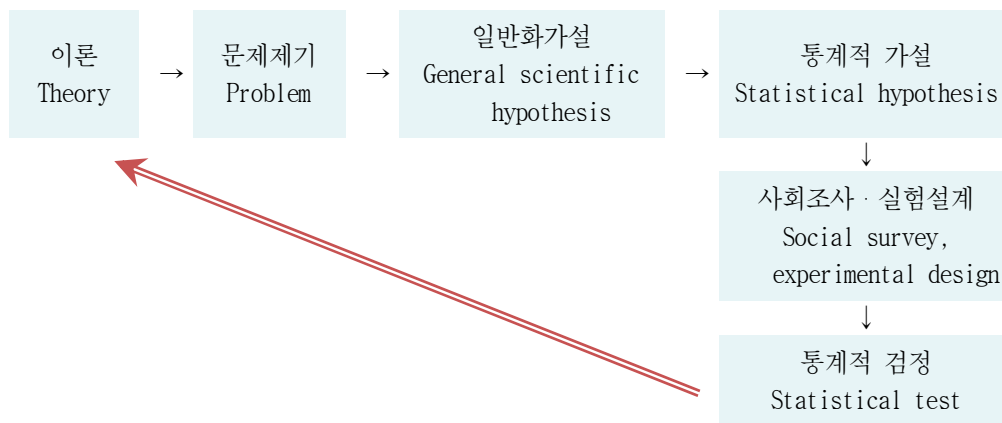 이론
Theory
→
문제제기
Problem
→
일반화가설
General scientific
hypothesis
→
통계적 가설
Statistical hypothesis
↓
사회조사 · 실험설계
Social survey,
experimental design
↓
통계적 검정
Statistical test